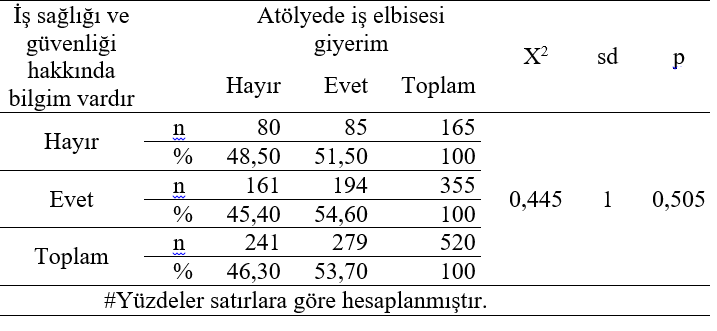 İş sağlığı ve güvenliği hakkında bilgim vardır
Atölyede iş elbisesi giyerim
X² sd p
Hayır Evet Toplam
Hayır n 80 85 165
% 48,50 51,50 100
Evet n 161 194 355 0,445 1 0,505
% 45,40 54,60 100
Toplam n 241 279 520
% 46,30 53,70 100
#Yüzdeler satırlara göre hesaplanmıştır.